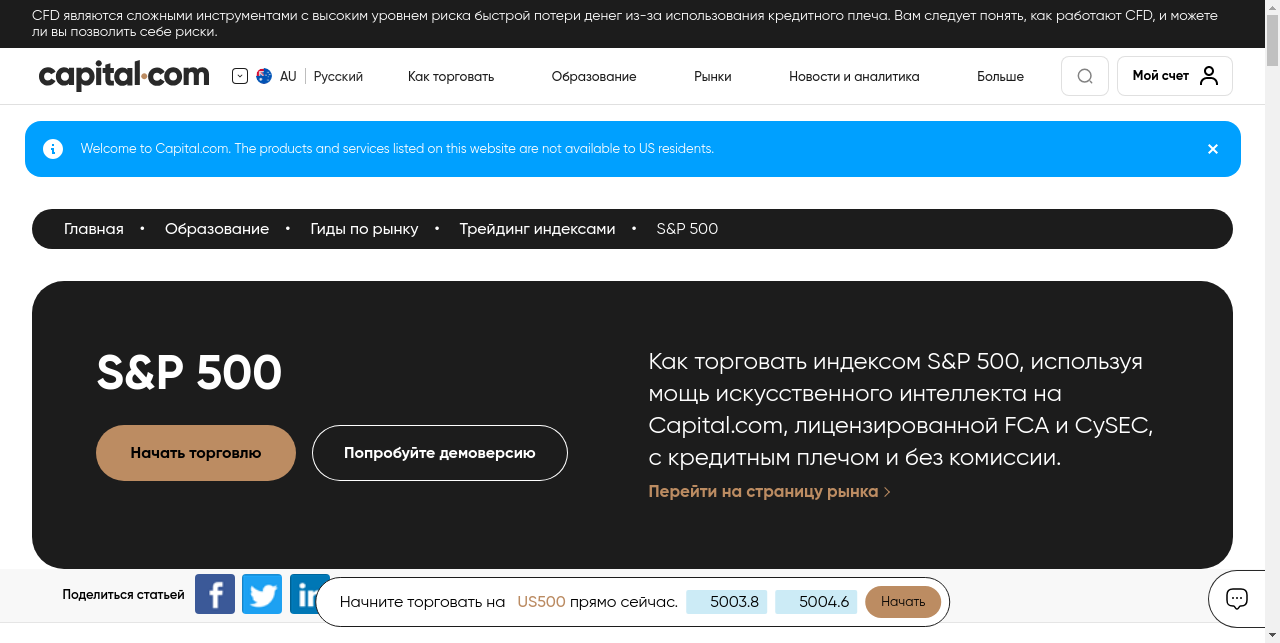 CFD являются сложными инструментами с высоким уровнем риска быстрой потери денег из-за использования кредитного плеча. Вам следует понять, как работают CFD, и можете
ли вы позволить себе риски.
capital.com AU Русский Как торговать Образование Рынки Новости и аналитика Больше Мой счет
Welcome to Capital.com. The products and services listed on this website are not available to US residents.
Главная • Образование • Гиды по рынку • Трейдинг индексами • S&P 500
S&P 500
Начать торговлю Попробуйте демоверсию
Как торговать индексом S&P 500, используя
мощь искусственного интеллекта на
Capital.com, лицензированной FCA и CySEC,
с кредитным плечом и без комиссии.
Перейти на страницу рынка
Поделиться статьей
Начните торговать на US500 прямо сейчас. 5003.8 5004.6 Начать